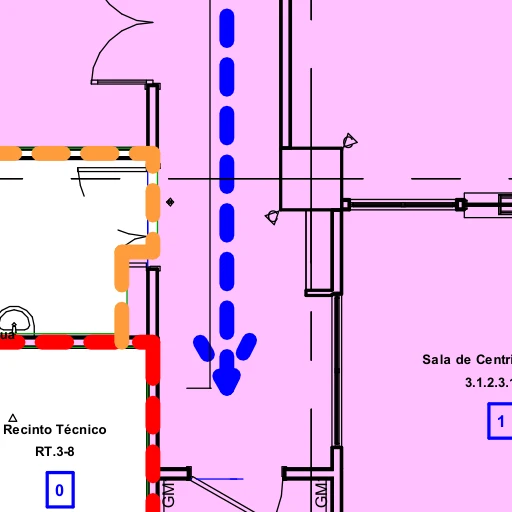 Sala de Centri
3.1.2.3.1
1
Recinto Técnico
RT.3-8
0
GM
GM